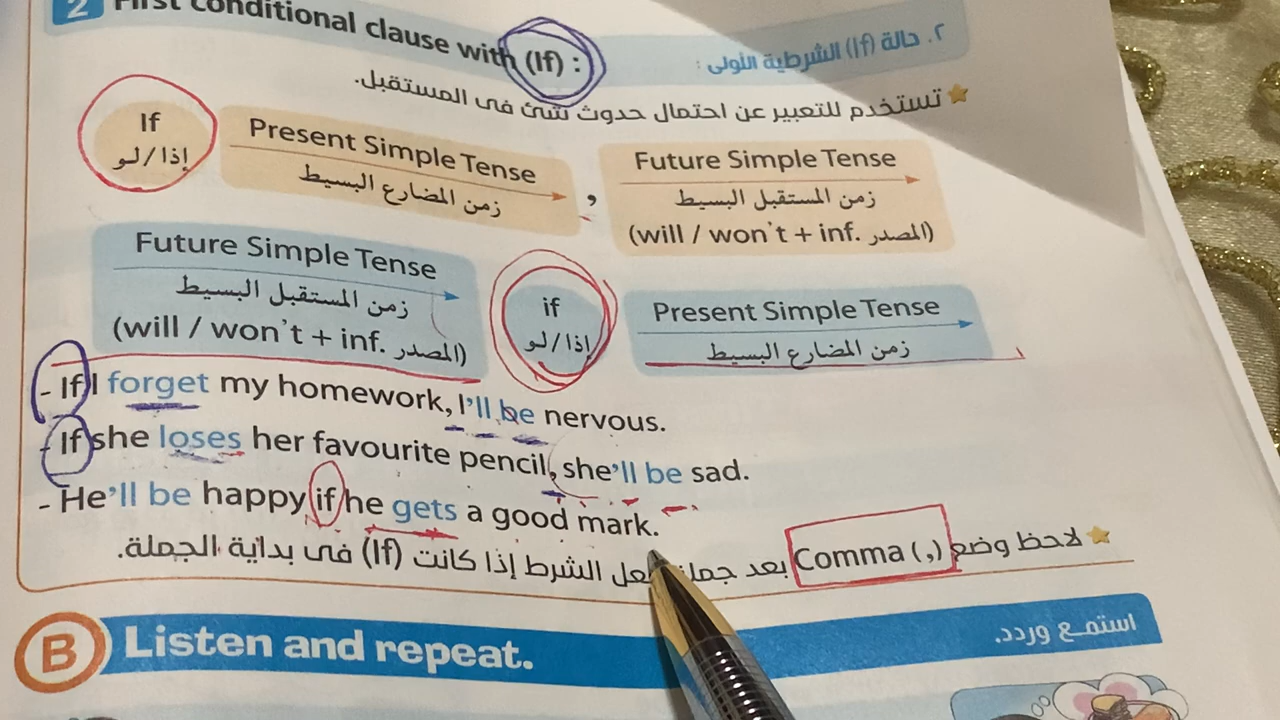 2 First conditional clause with (If) :
٢. حالة (If) الشرطية الأولى :
تستخدم للتعبير عن احتمال حدوث شئ فى المستقبل.
If
إذا/لو
Present Simple Tense
زمن المضارع البسيط
,
Future Simple Tense
زمن المستقبل البسيط
(will / won't + inf. المصدر)
Future Simple Tense
زمن المستقبل البسيط
(will / won't + inf. المصدر)
if
إذا/لو
Present Simple Tense
زمن المضارع البسيط
- If I forget my homework, I'll be nervous.
- If she loses her favourite pencil, she'll be sad.
- He'll be happy if he gets a good mark.
لاحظ وضع Comma (,) بعد الشرط إذا كانت (If) فى بداية الجملة.
B Listen and repeat.
استمع وردد.